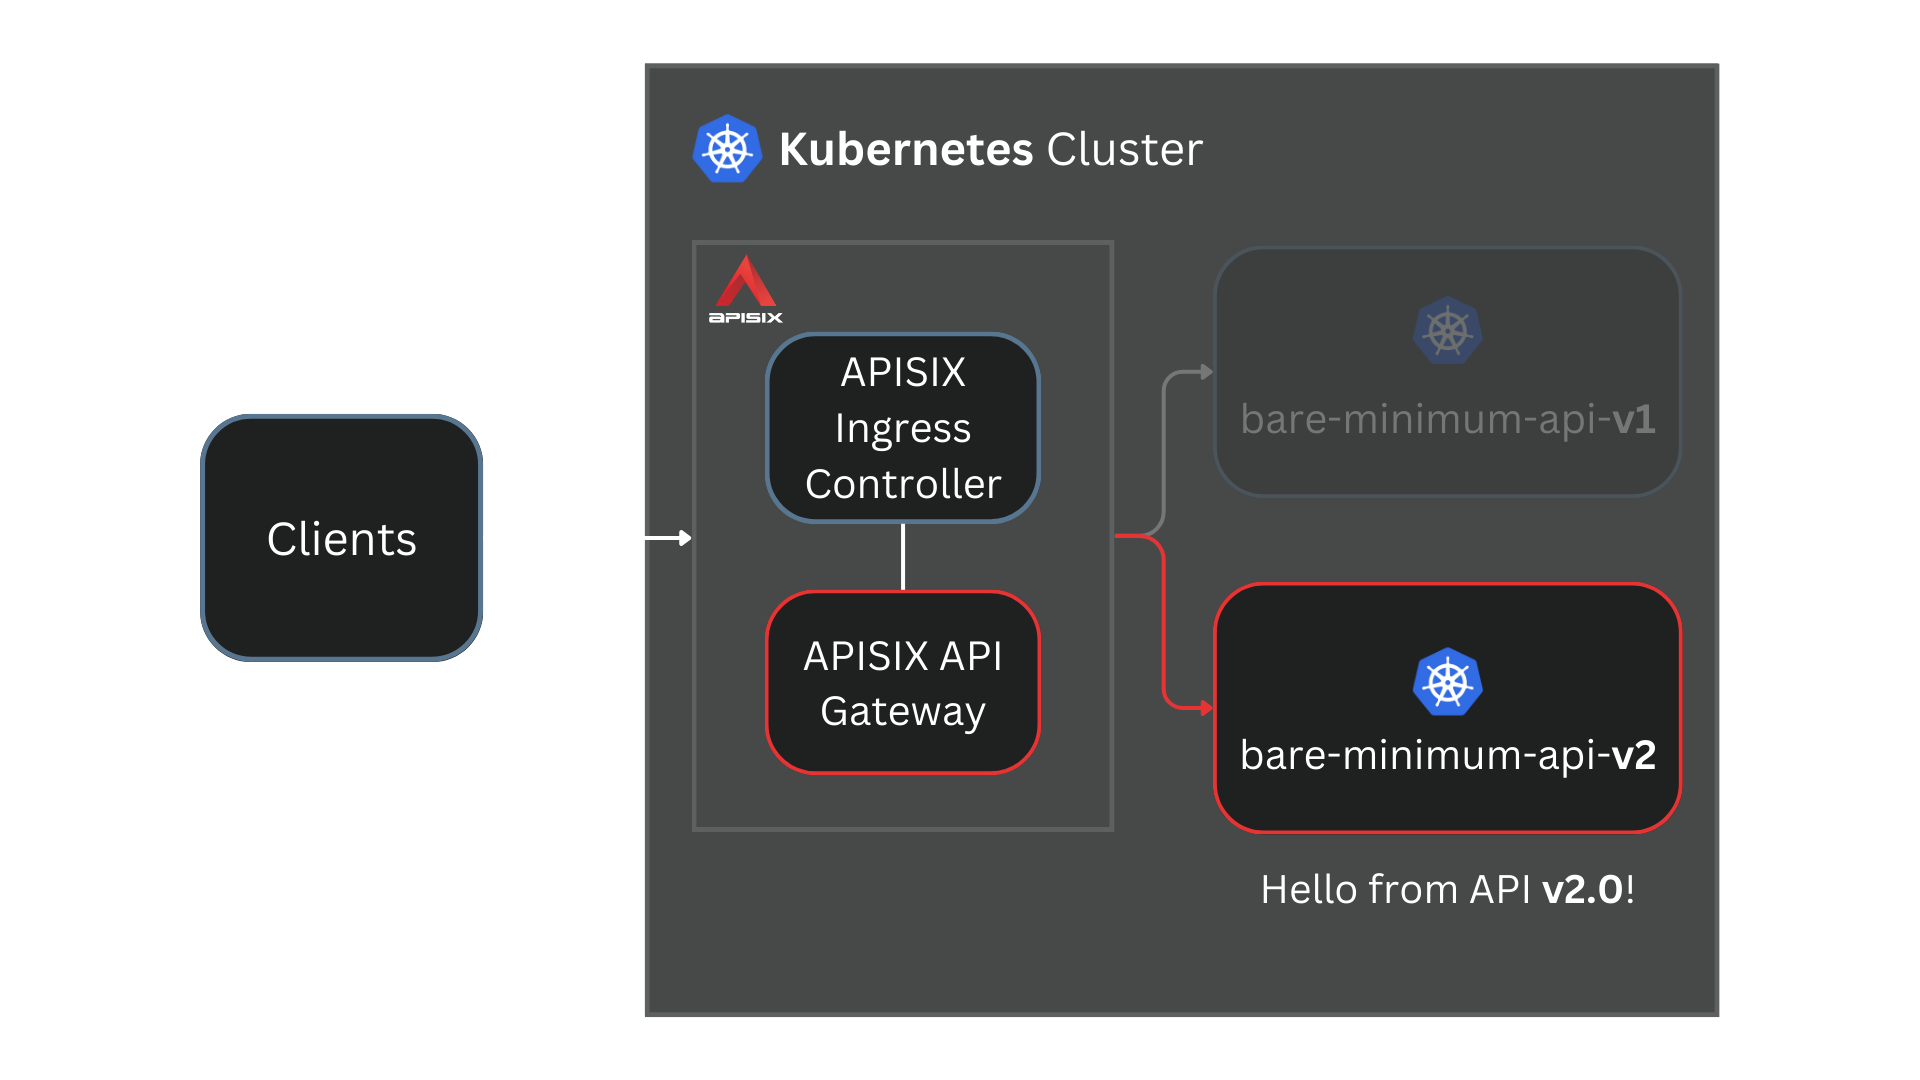 Kubernetes Cluster
APISIX
APISIX
Ingress
Controller
APISIX API
Gateway
Clients
bare-minimum-api-v1
bare-minimum-api-v2
Hello from API v2.0!